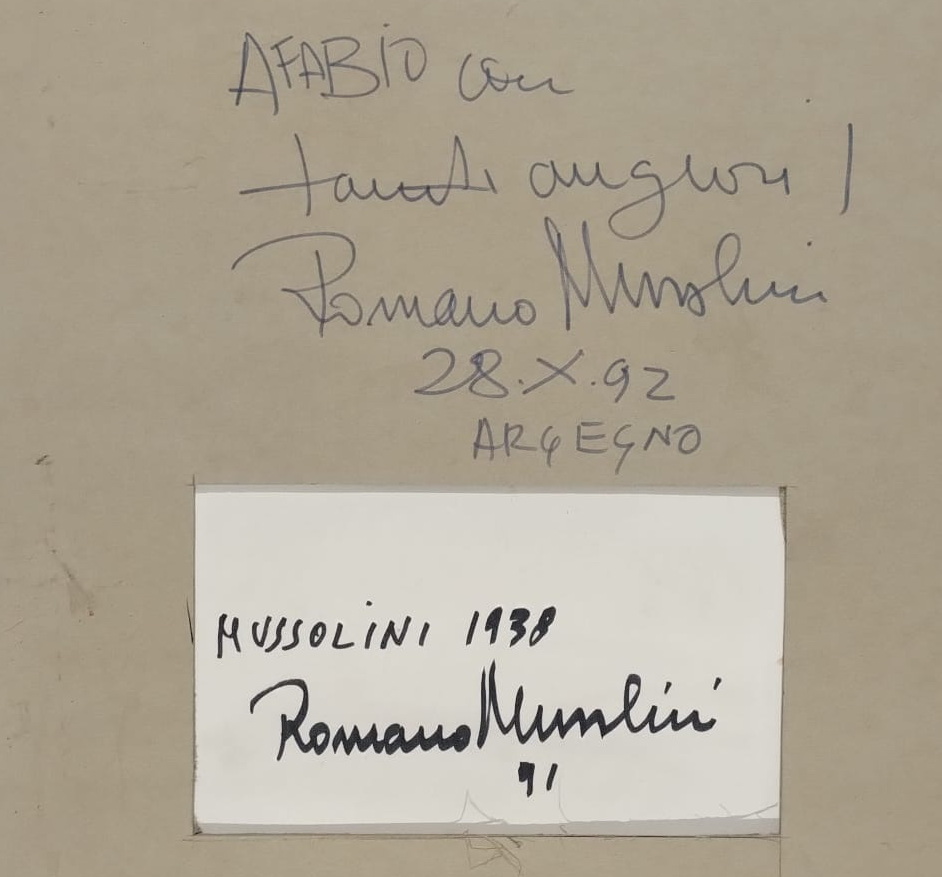 A FABIO con
tanti auguri !
Romano Mussolini
28.X.92
ARGEGNO
MUSSOLINI 1938
Romano Mussolini
91